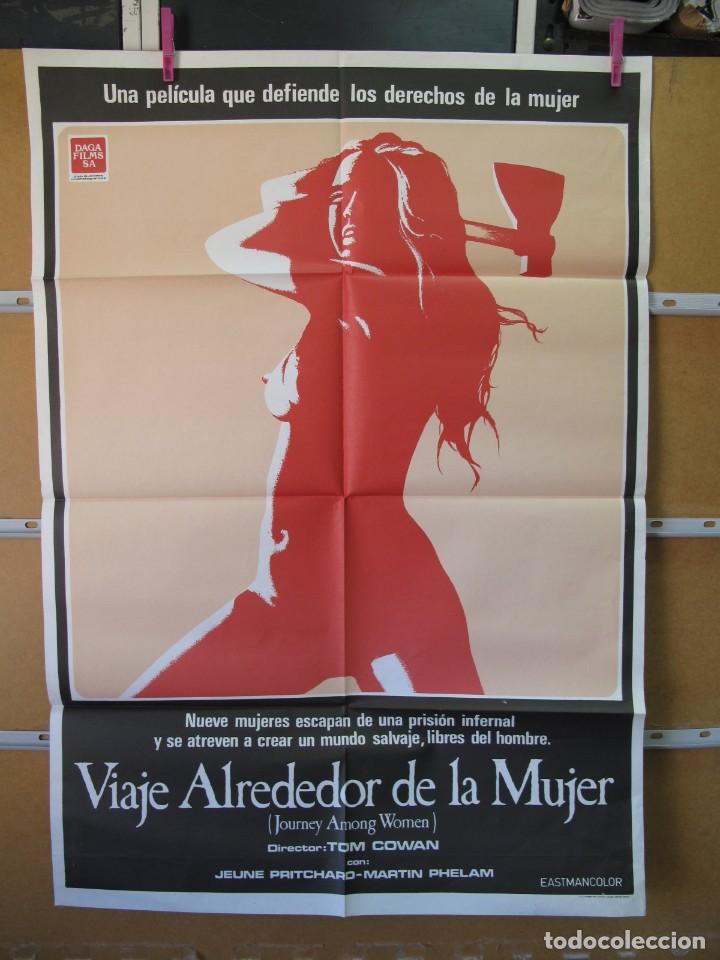 Una película que defiende los derechos de la mujer
DAGA
FILMS
SA
Nueve mujeres escapan de una prisión infernal
y se atreven a crear un mundo salvaje, libres del hombre.
Viaje Alrededor de la Mujer
(Journey Among Women)
Director: TOM COWAN
con:
JEUNE PRITCHARD-MARTIN PHELAM
EASTMANCOLOR
todocoleccion.net